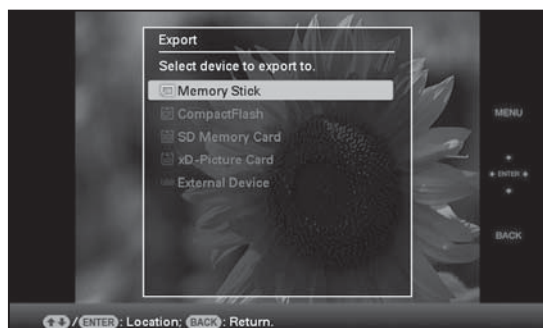 Export
Select device to export to.
Memory Stick
CompactFlash
SD Memory Card
xD-Picture Card
External Device
MENU
ENTER
BACK
/ENTER: Location; BACK: Return.